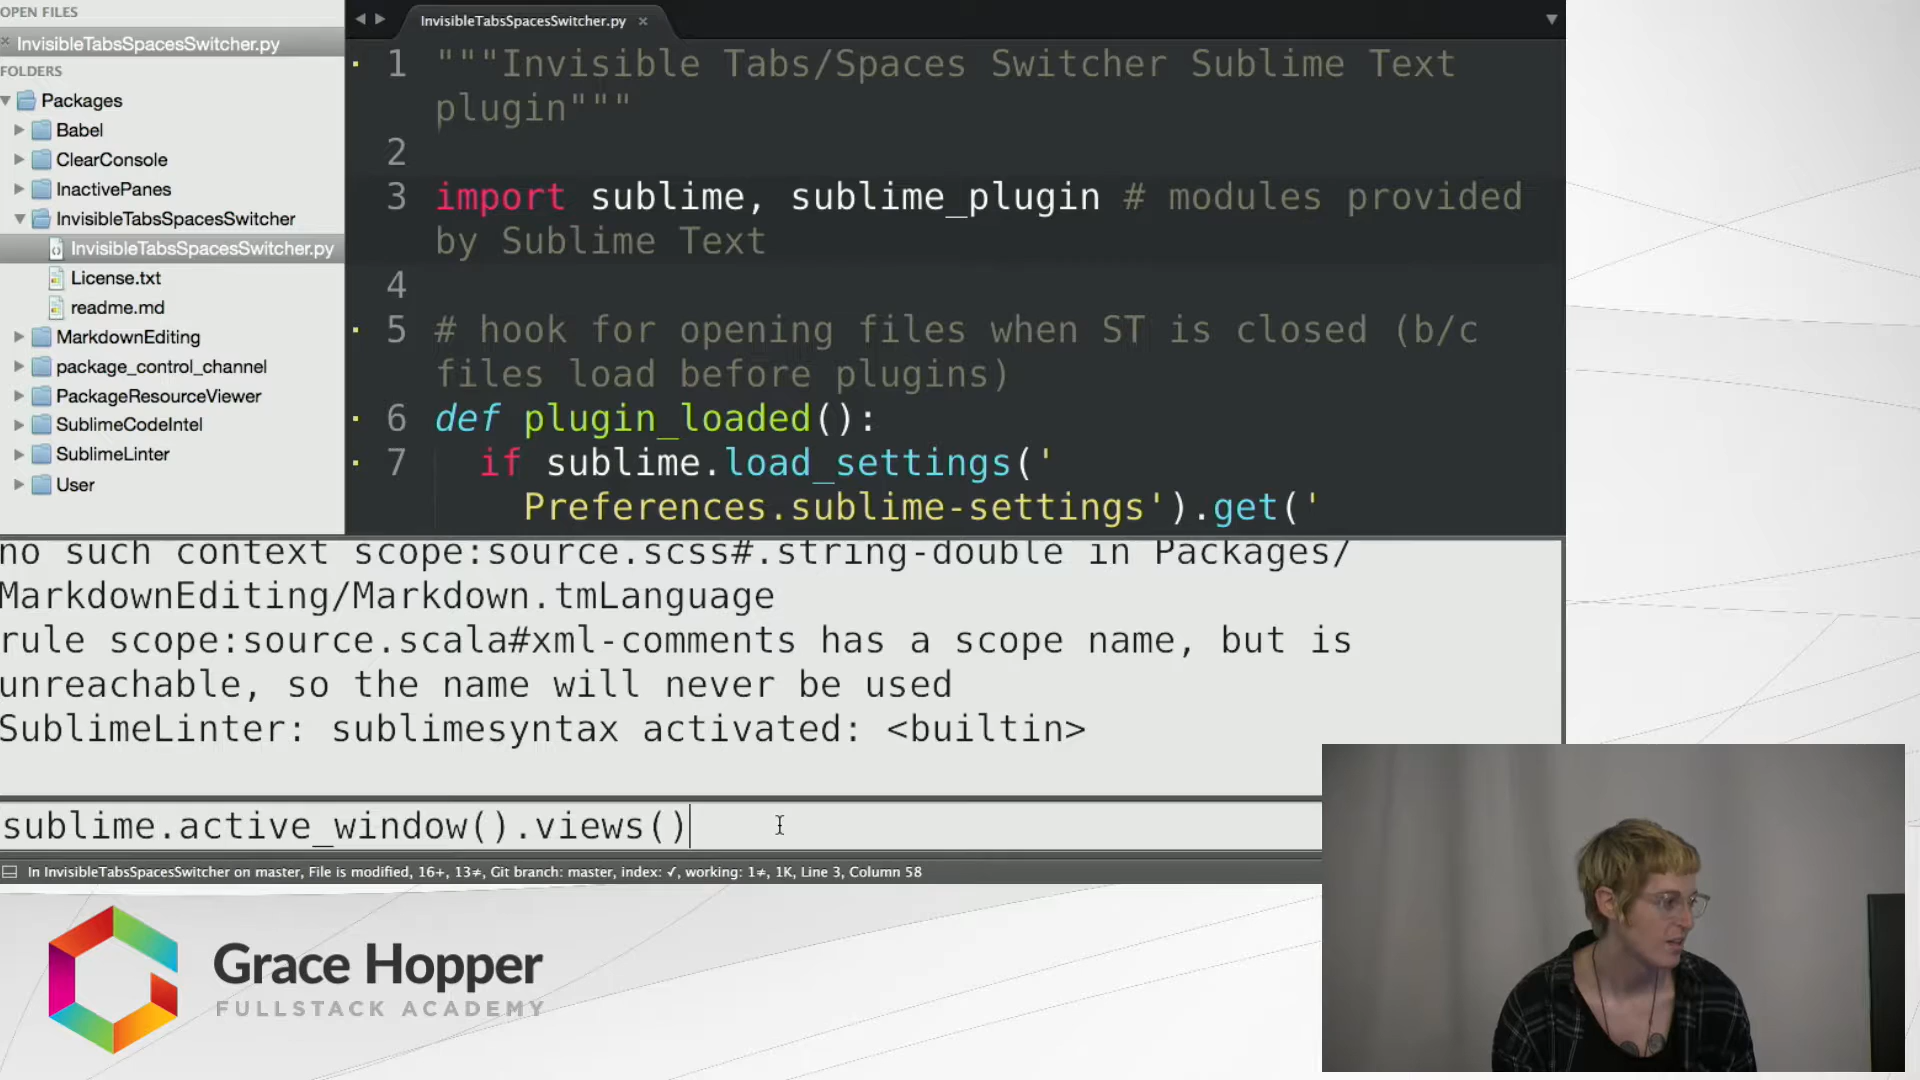 OPEN FILES
InvisibleTabsSpacesSwitcher.py
FOLDERS
Packages
Babel
ClearConsole
InactivePanes
InvisibleTabsSpacesSwitcher
InvisibleTabsSpacesSwitcher.py
License.txt
readme.md
MarkdownEditing
package_control_channel
PackageResourceViewer
SublimeCodeIntel
SublimeLinter
User
InvisibleTabsSpacesSwitcher.py
1 """Invisible Tabs/Spaces Switcher Sublime Text
plugin"""
2
3 import sublime, sublime_plugin # modules provided
by Sublime Text
4
5 # hook for opening files when ST is closed (b/c
files load before plugins)
6 def plugin_loaded():
7 if sublime.load_settings('
Preferences.sublime-settings').get('
no such context scope:source.scss#.string-double in Packages/
MarkdownEditing/Markdown.tmLanguage
rule scope:source.scala#xml-comments has a scope name, but is
unreachable, so the name will never be used
SublimeLinter: sublimesyntax activated: <builtin>
sublime.active_window().views()
In InvisibleTabsSpacesSwitcher on master, File is modified, 16+, 13≠, Git branch: master, index: ✓, working: 1≠, 1K, Line 3, Column 58
Grace Hopper
FULLSTACK ACADEMY